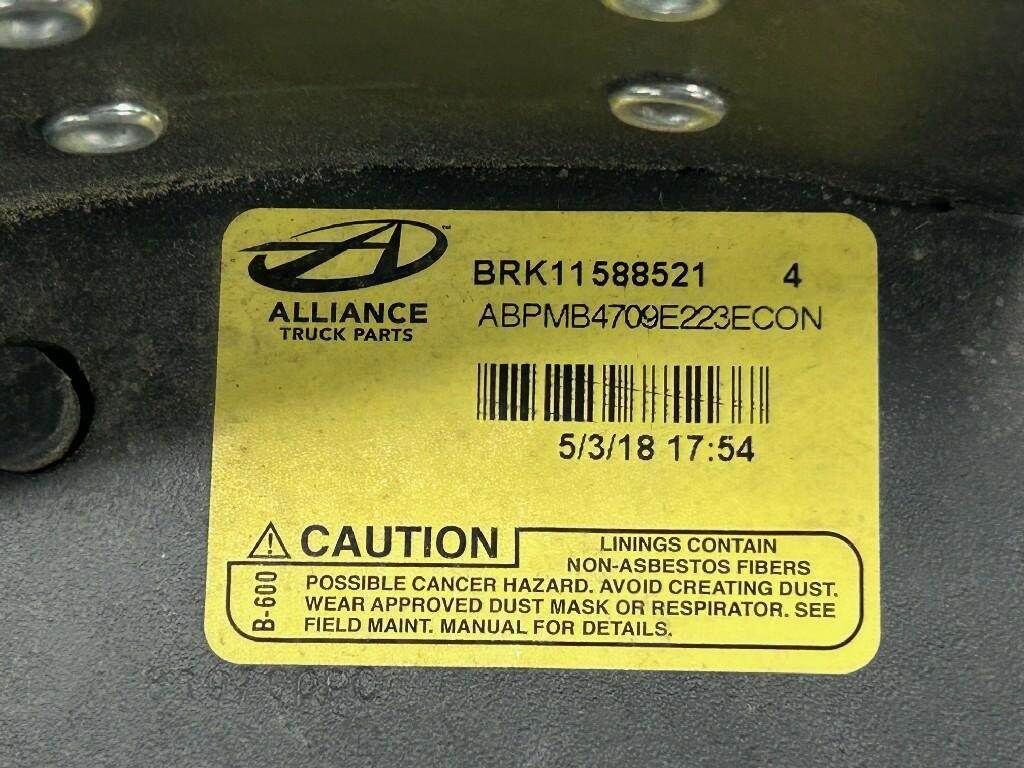 ALLIANCE
TRUCK PARTS
BRK11588521 4
ABPMB4709E223ECON
5/3/18 17:54
⚠ CAUTION
LININGS CONTAIN
NON-ASBESTOS FIBERS
B-600
POSSIBLE CANCER HAZARD. AVOID CREATING DUST.
WEAR APPROVED DUST MASK OR RESPIRATOR. SEE
FIELD MAINT. MANUAL FOR DETAILS.